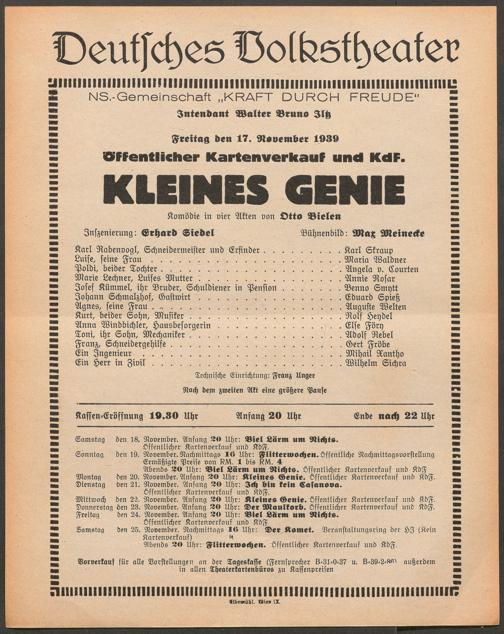 Deutsches Volkstheater
NS.-Gemeinschaft „KRAFT DURCH FREUDE"
Intendant Walter Bruno Iltz
Freitag den 17. November 1939
Öffentlicher Kartenverkauf und KdF.
KLEINES GENIE
Komödie in vier Akten von Otto Bielen
Inszenierung: Erhard Siedel Bühnenbild: Max Meinecke
Karl Rabenvogl, Schneidermeister und Erfinder . . . . . . . . Karl Skraup
Luise, seine Frau . . . . . . . . Maria Waldner
Poldi, beider Tochter . . . . . . . . Angela v. Courten
Marie Lechner, Luises Mutter . . . . . . . . Annie Rosar
Josef Kümmel, ihr Bruder, Schuldiener in Pension . . . . . . . . Benno Smytt
Johann Schmalzhof, Gastwirt . . . . . . . . Eduard Spieß
Agnes, seine Frau . . . . . . . . Auguste Welten
Kurt, beider Sohn, Musiker . . . . . . . . Rolf Heydel
Anna Windbichler, Hausbesorgerin . . . . . . . . Else Föry
Toni, ihr Sohn, Mechaniker . . . . . . . . Adolf Rebel
Franz, Schneidergehilfe . . . . . . . . Gert Fröbe
Ein Ingenieur . . . . . . . . Mihail Xantho
Ein Herr in Zivil . . . . . . . . Wilhelm Sichra
Technische Einrichtung: Franz Unger
Nach dem zweiten Akt eine größere Pause
Kassen-Eröffnung 19.30 Uhr Anfang 20 Uhr Ende nach 22 Uhr
Samstag den 18. November. Anfang 20 Uhr: Viel Lärm um Nichts.
Öffentlicher Kartenverkauf und KdF.
Sonntag den 19. November. Nachmittags 16 Uhr: Flitterwochen. Öffentliche Nachmittagsvorstellung
Ermäßigte Preise von RM. 1 bis RM. 4
Abends 20 Uhr: Viel Lärm um Nichts. Öffentlicher Kartenverkauf und KdF
Montag den 20. November. Anfang 20 Uhr: Kleines Genie. Öffentlicher Kartenverkauf und KdF.
Dienstag den 21. November. Anfang 20 Uhr: Ich bin kein Casanova.
Öffentlicher Kartenverkauf und KdF.
Mittwoch den 22. November. Anfang 20 Uhr: Kleines Genie. Öffentlicher Kartenverkauf und KdF.
Donnerstag den 23. November. Anfang 20 Uhr: Der Maulkorb. Öffentlicher Kartenverkauf und KdF.
Freitag den 24. November. Anfang 20 Uhr: Viel Lärm um Nichts.
Öffentlicher Kartenverkauf und KdF
Samstag den 25. November. Nachmittags 16 Uhr: Der Komet. Veranstaltungsring der HJ (Kein
Kartenverkauf)
Abends 20 Uhr: Flitterwochen. Öffentlicher Kartenverkauf und KdF.
Vorverkauf für alle Vorstellungen an der Tageskasse (Fernsprecher B-31-0-37 u. B-39-2-86) außerdem
in allen Theaterkartenbüros zu Kassenpreisen
Elbemühl, Wien IX.